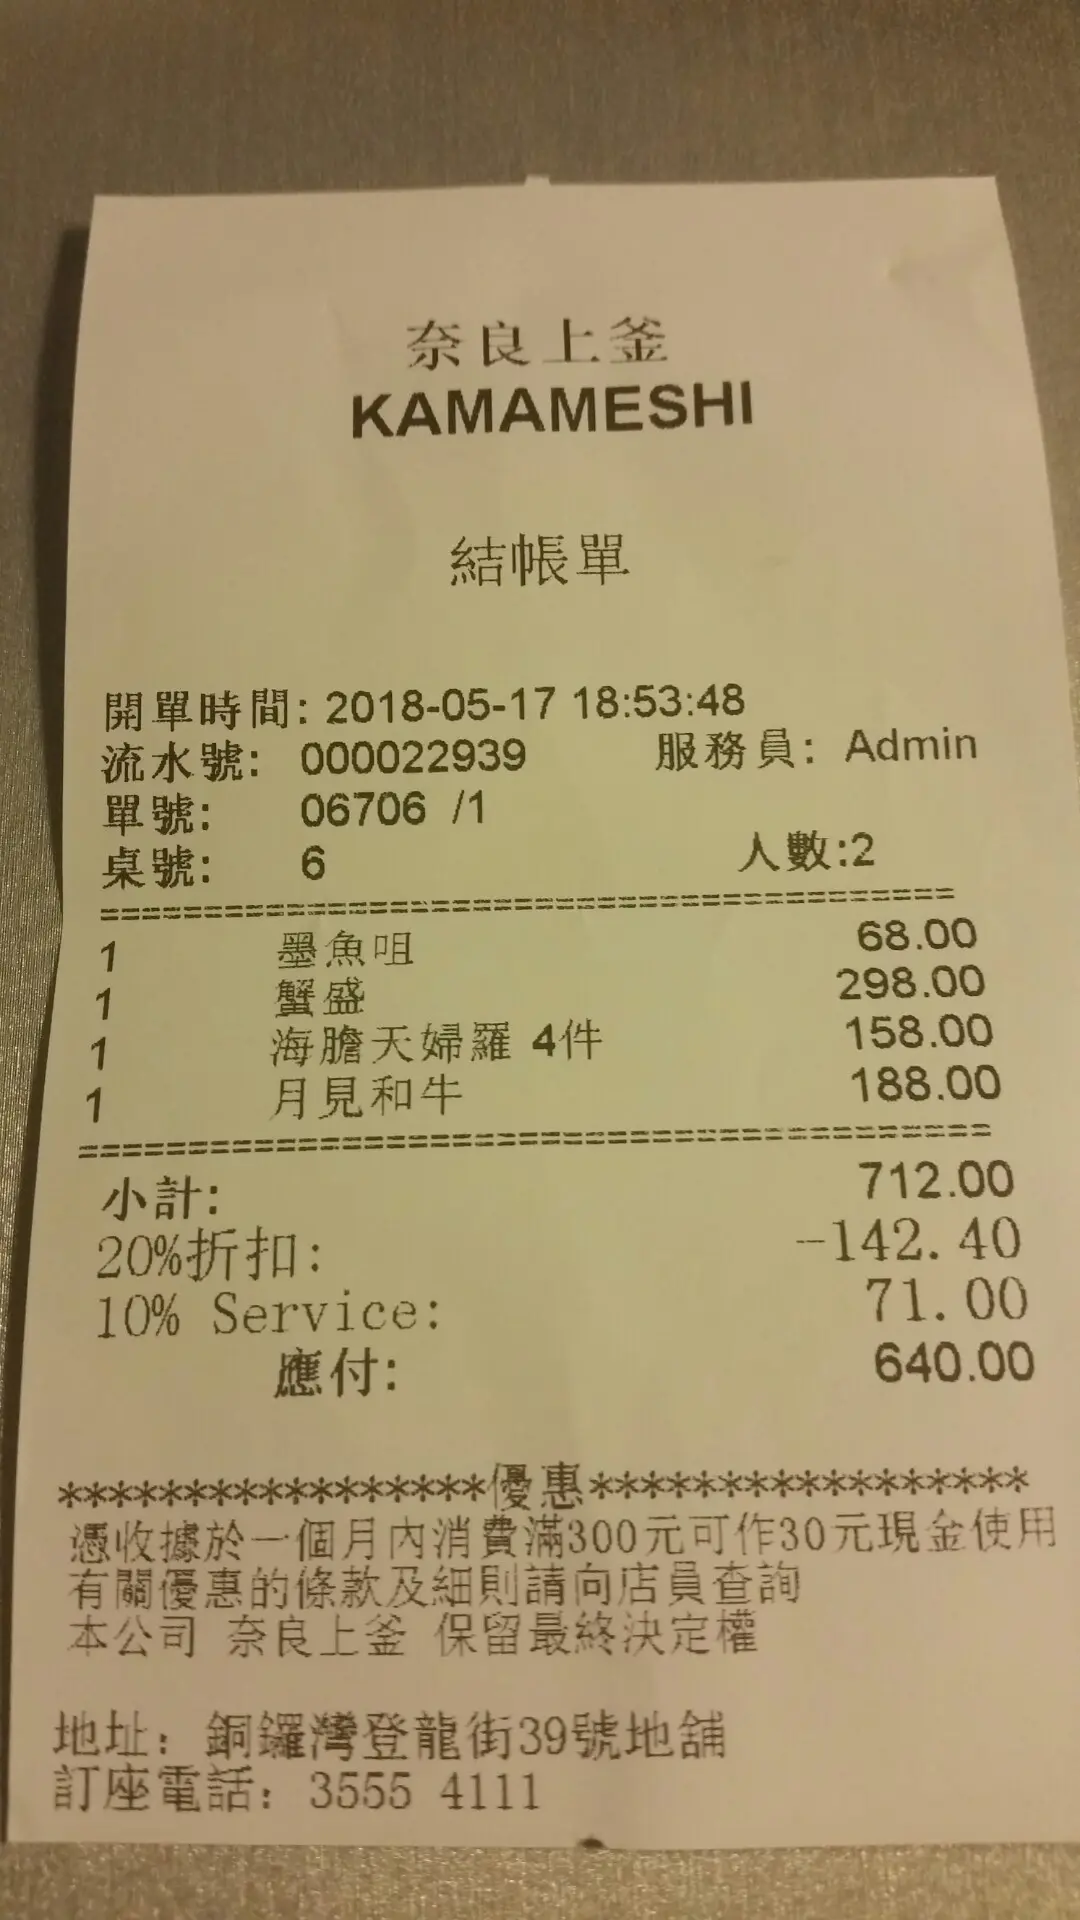 奈良上釜
KAMAMESHI
結帳單
開單時間: 2018-05-17 18:53:48
流水號: 000022939 服務員: Admin
單號: 06706 /1
桌號: 6 人數:2
=======================================
1 墨魚咀 68.00
1 蟹盛 298.00
1 海膽天婦羅 4件 158.00
1 月見和牛 188.00
=======================================
小計: 712.00
20%折扣: -142.40
10% Service: 71.00
應付: 640.00
*****************優惠*****************
憑收據於一個月內消費滿300元可作30元現金使用
有關優惠的條款及細則請向店員查詢
本公司 奈良上釜 保留最終決定權
地址: 銅鑼灣登龍街39號地舖
訂座電話: 3555 4111